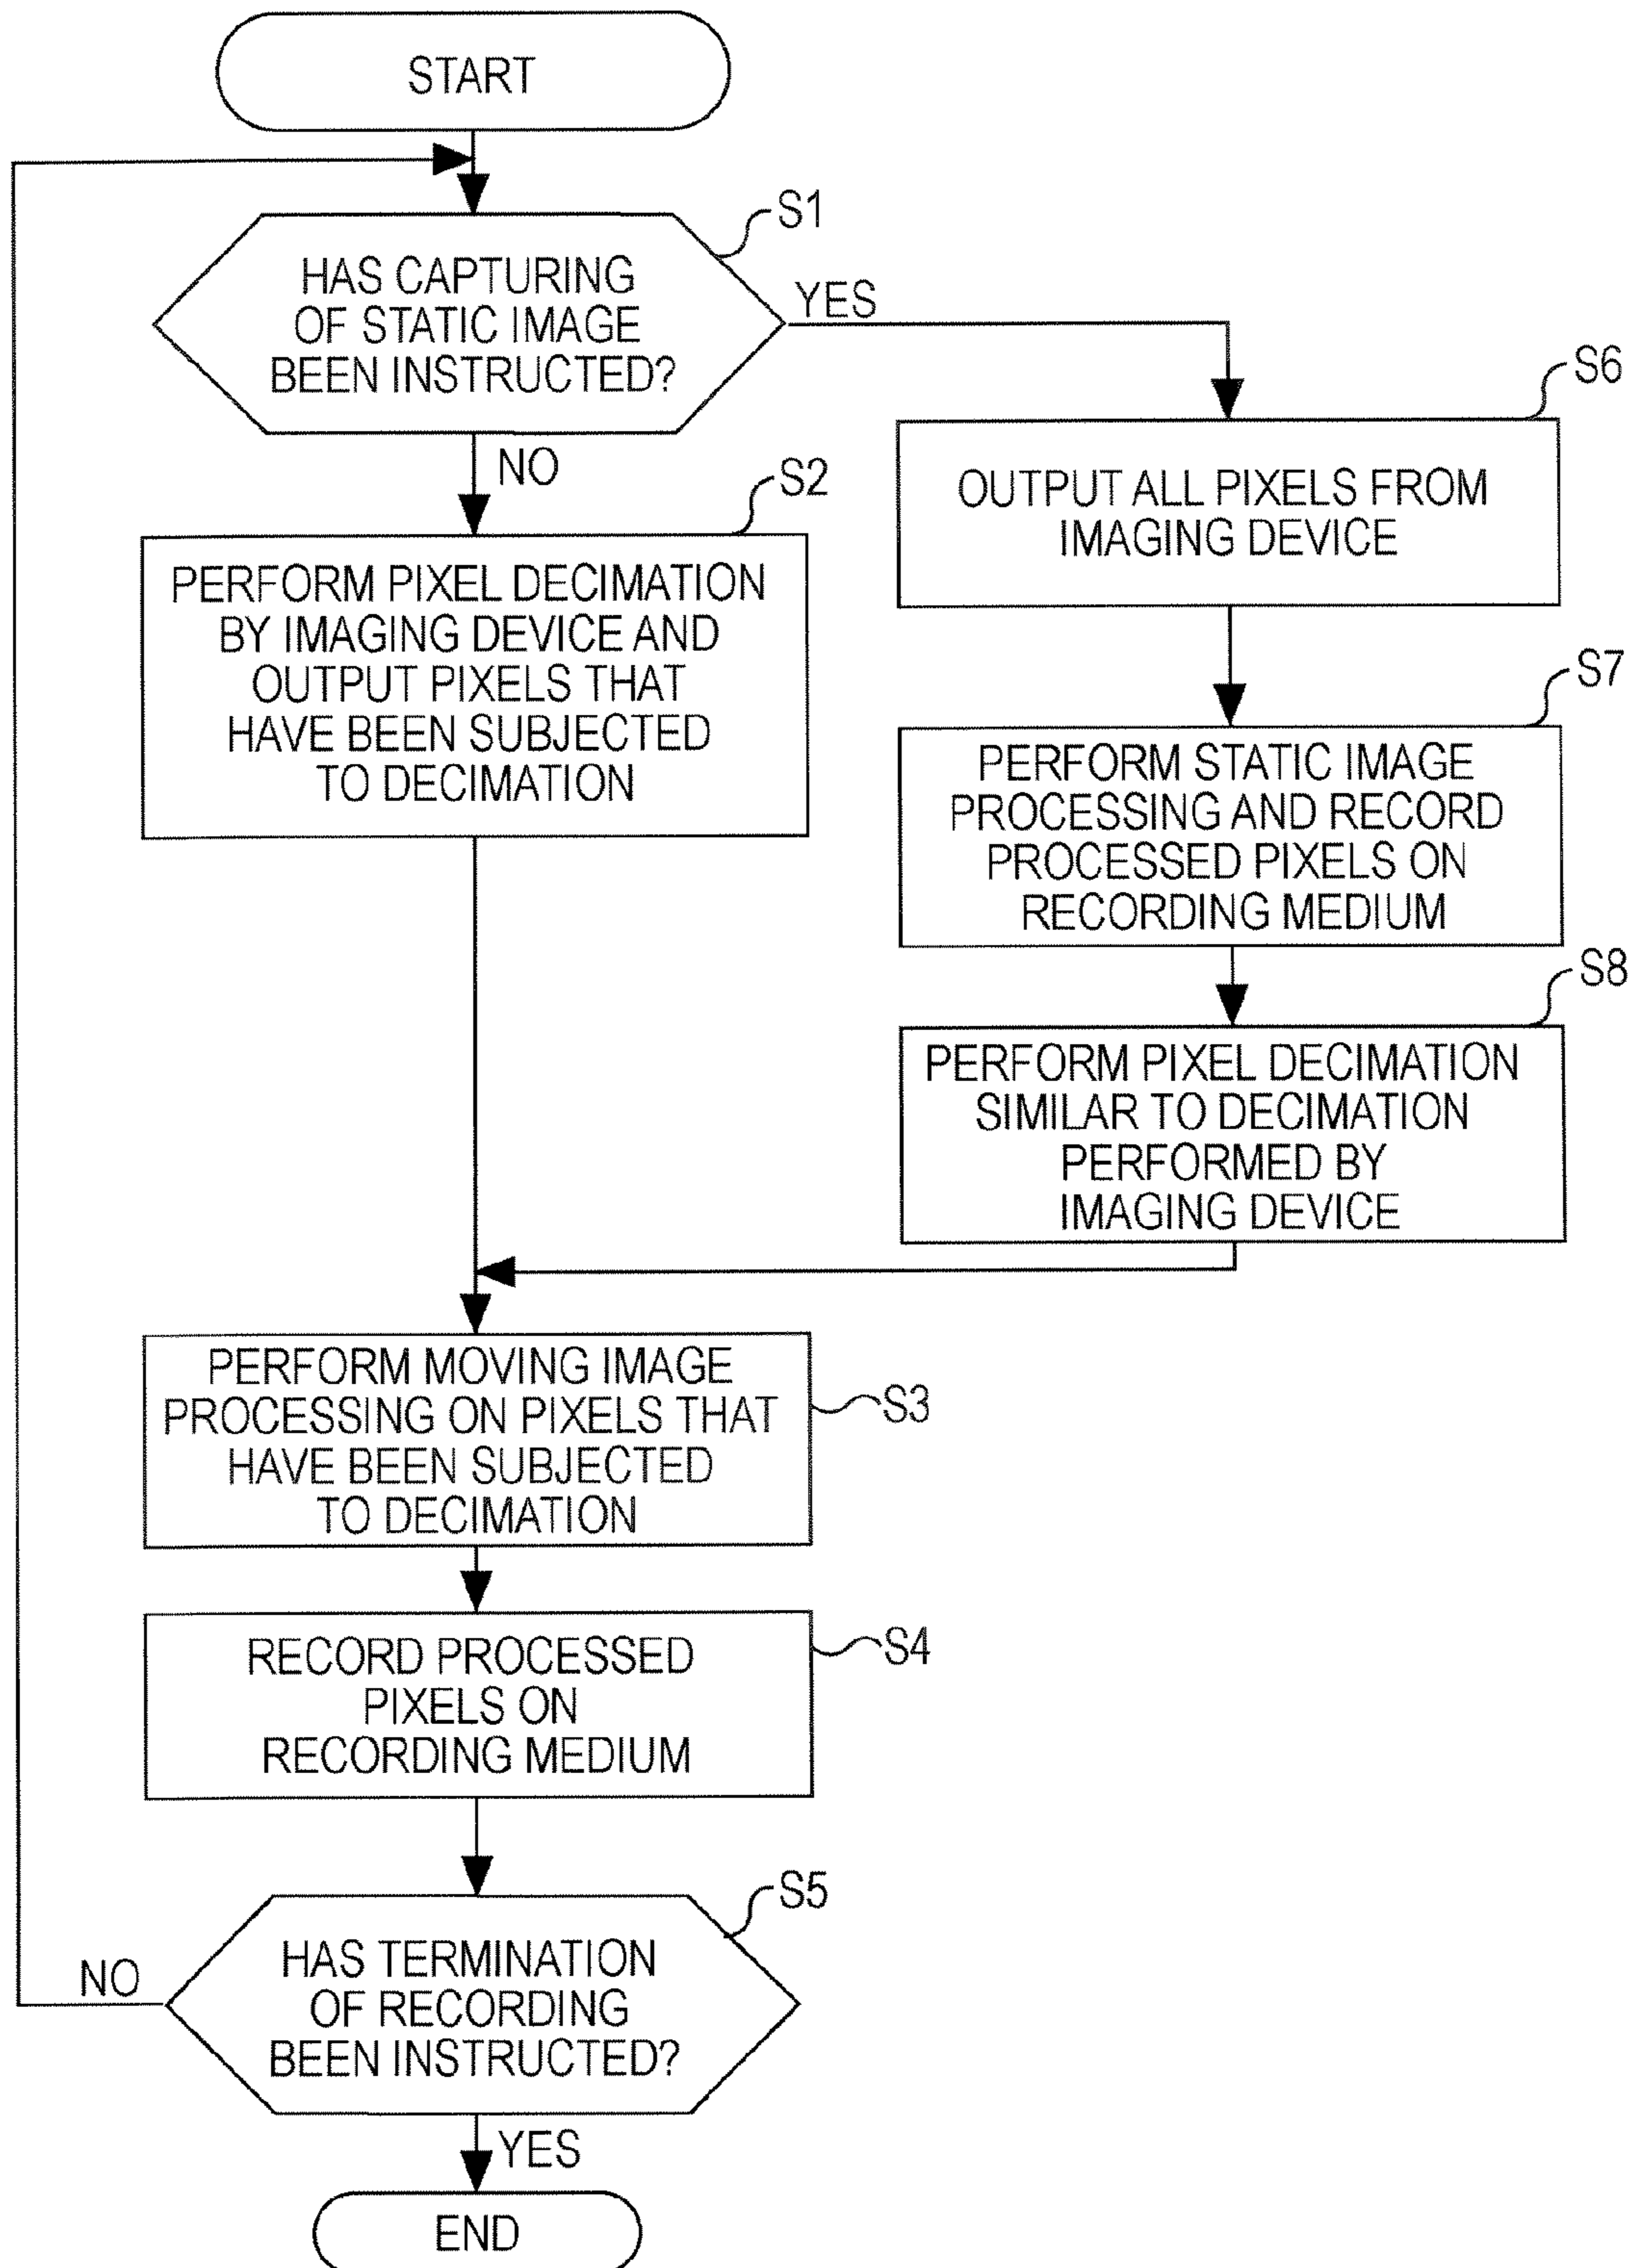 START
S1
HAS CAPTURING
OF STATIC IMAGE
BEEN INSTRUCTED?
YES
NO
S2
PERFORM PIXEL DECIMATION
BY IMAGING DEVICE AND
OUTPUT PIXELS THAT
HAVE BEEN SUBJECTED
TO DECIMATION
S6
OUTPUT ALL PIXELS FROM
IMAGING DEVICE
S7
PERFORM STATIC IMAGE
PROCESSING AND RECORD
PROCESSED PIXELS ON
RECORDING MEDIUM
S8
PERFORM PIXEL DECIMATION
SIMILAR TO DECIMATION
PERFORMED BY
IMAGING DEVICE
PERFORM MOVING IMAGE
PROCESSING ON PIXELS THAT
HAVE BEEN SUBJECTED
TO DECIMATION
S3
RECORD PROCESSED
PIXELS ON
RECORDING MEDIUM
S4
S5
HAS TERMINATION
OF RECORDING
BEEN INSTRUCTED?
NO
YES
END